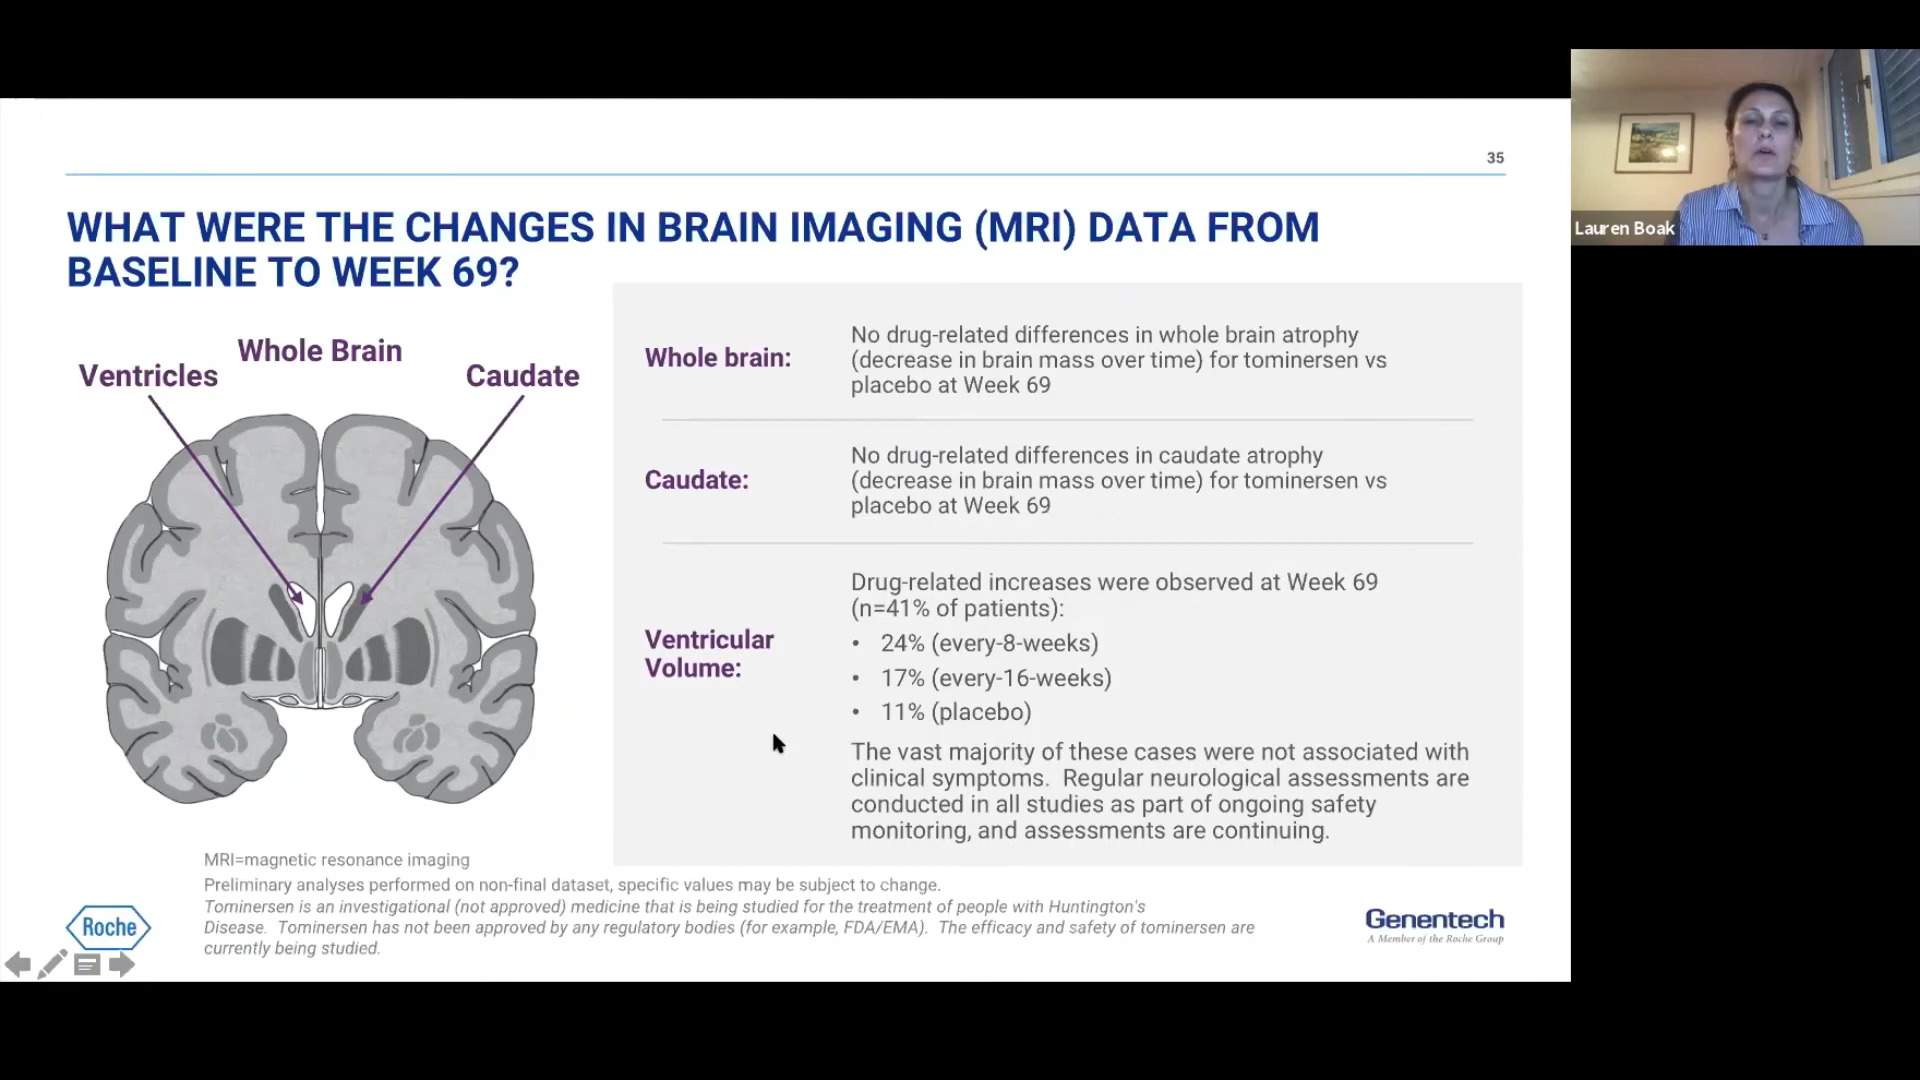 35
WHAT WERE THE CHANGES IN BRAIN IMAGING (MRI) DATA FROM
BASELINE TO WEEK 69?
Whole Brain
Ventricles
Caudate
Whole brain:
No drug-related differences in whole brain atrophy
(decrease in brain mass over time) for tominersen vs
placebo at Week 69
Caudate:
No drug-related differences in caudate atrophy
(decrease in brain mass over time) for tominersen vs
placebo at Week 69
Ventricular
Volume:
Drug-related increases were observed at Week 69
(n=41% of patients):
• 24% (every-8-weeks)
• 17% (every-16-weeks)
• 11% (placebo)
The vast majority of these cases were not associated with
clinical symptoms. Regular neurological assessments are
conducted in all studies as part of ongoing safety
monitoring, and assessments are continuing.
MRI=magnetic resonance imaging
Preliminary analyses performed on non-final dataset, specific values may be subject to change.
Tominersen is an investigational (not approved) medicine that is being studied for the treatment of people with Huntington's
Disease. Tominersen has not been approved by any regulatory bodies (for example, FDA/EMA). The efficacy and safety of tominersen are
currently being studied.
Roche
Genentech
A Member of the Roche Group
Lauren Boak